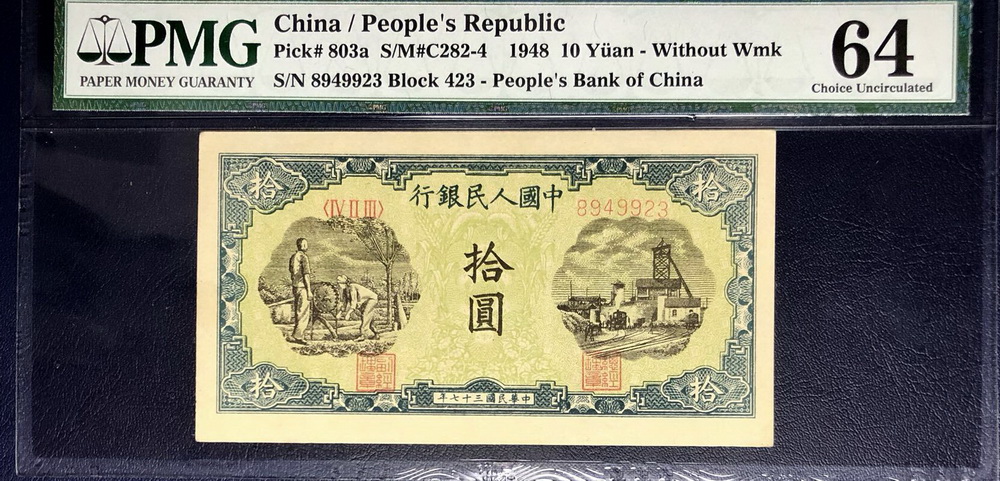 PMG
PAPER MONEY GUARANTY
China / People's Republic
Pick# 803a S/M#C282-4 1948 10 Yüan - Without Wmk
S/N 8949923 Block 423 - People's Bank of China
64
Choice Uncirculated
拾
行銀民人國中
拾
〈IV II III〉
8949923
拾圓
拾
年七十三國民華中
拾